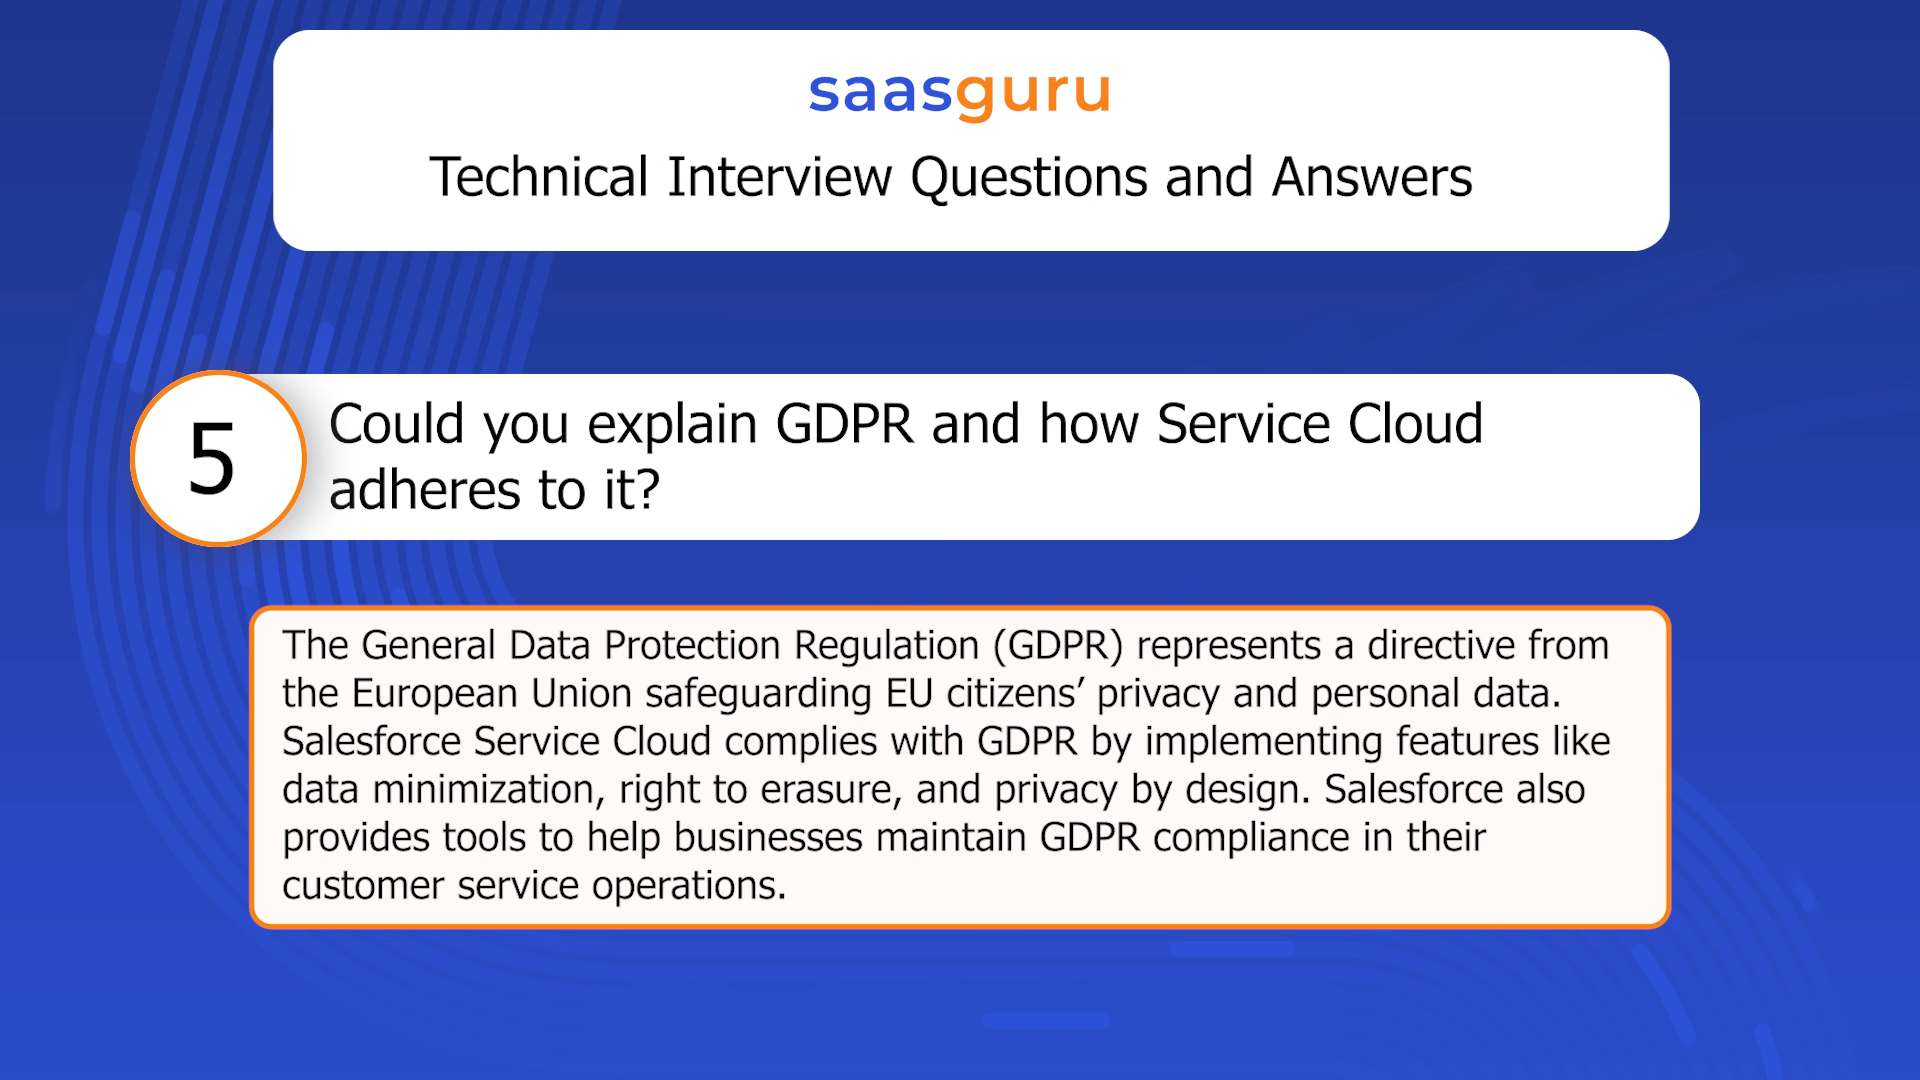 saasguru
Technical Interview Questions and Answers
5
Could you explain GDPR and how Service Cloud
adheres to it?
The General Data Protection Regulation (GDPR) represents a directive from
the European Union safeguarding EU citizens’ privacy and personal data.
Salesforce Service Cloud complies with GDPR by implementing features like
data minimization, right to erasure, and privacy by design. Salesforce also
provides tools to help businesses maintain GDPR compliance in their
customer service operations.